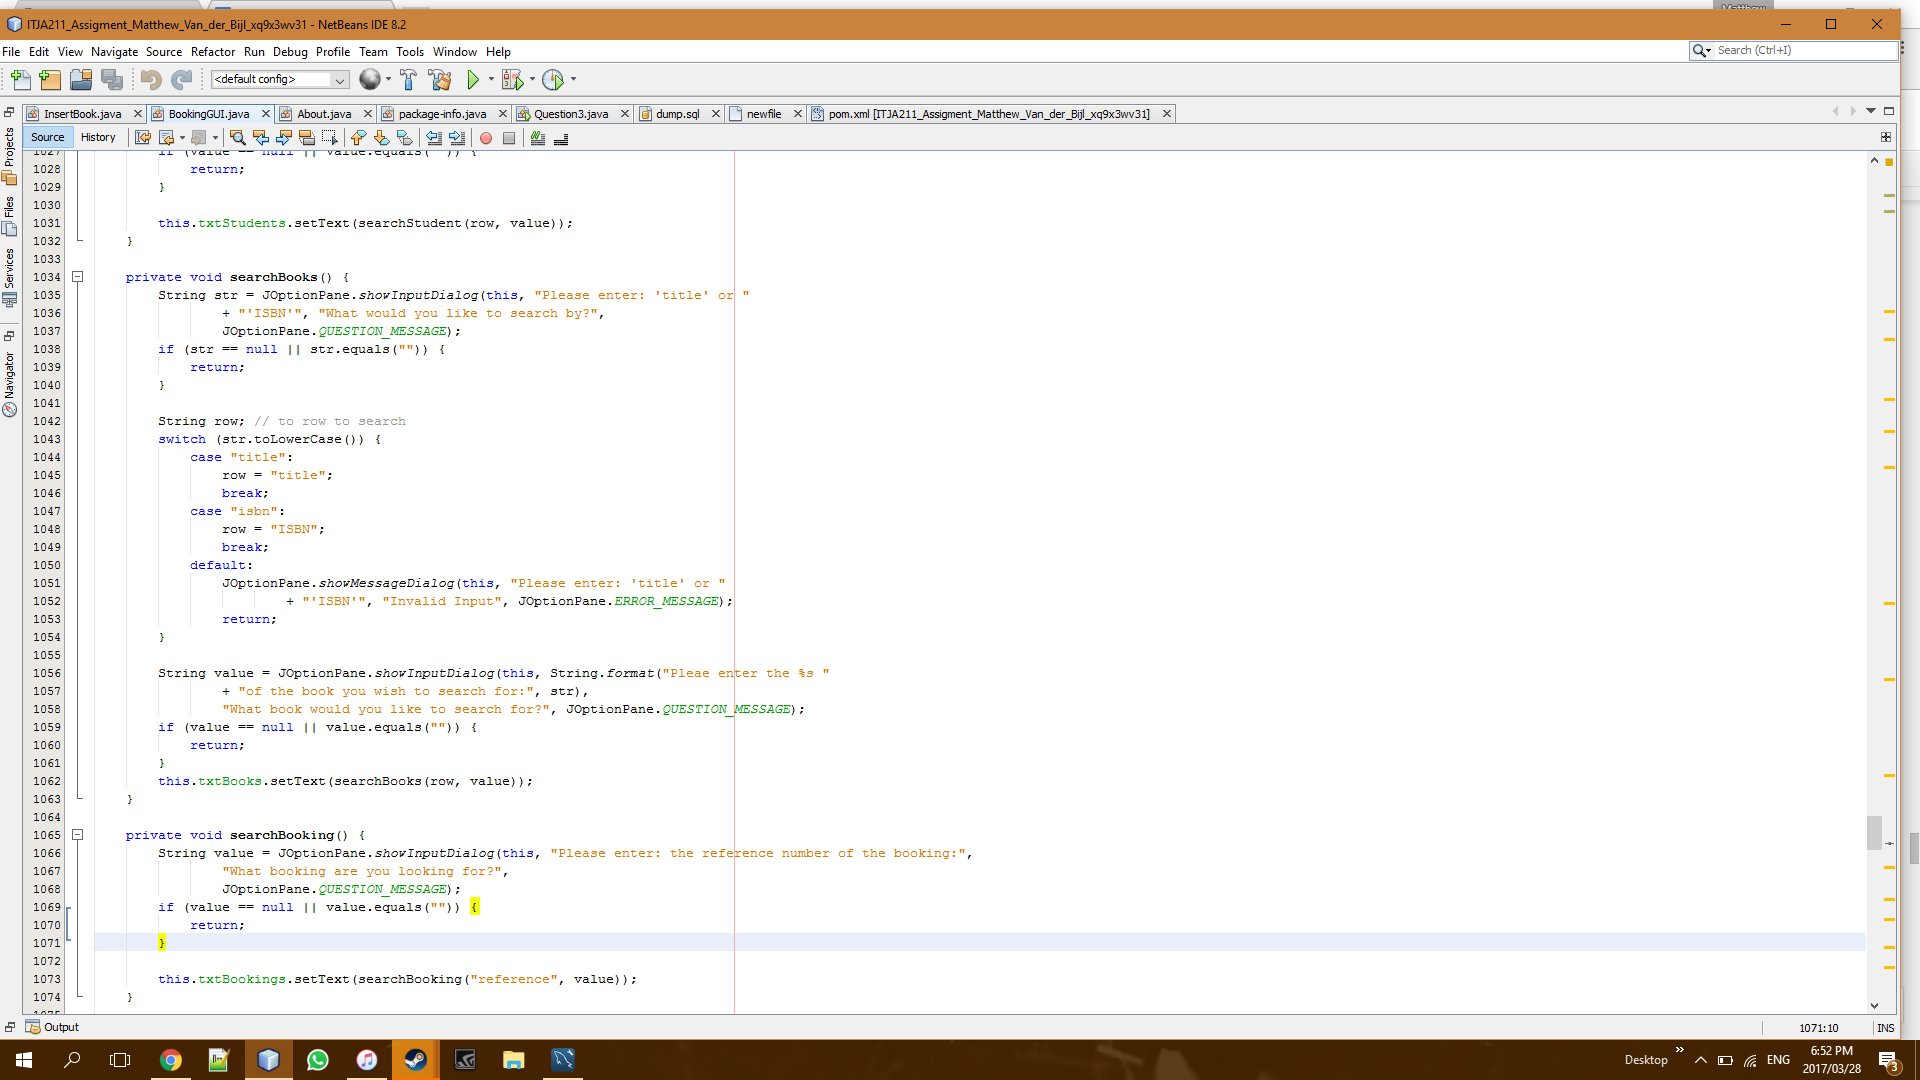 Matthew
ITJA211_Assigment_Matthew_Van_der_Bijl_xq9x3wv31 - NetBeans IDE 8.2
File Edit View Navigate Source Refactor Run Debug Profile Team Tools Window Help
Search (Ctrl+I)
<default config>
InsertBook.java BookingGUI.java About.java package-info.java Question3.java dump.sql newfile pom.xml [ITJA211_Assigment_Matthew_Van_der_Bijl_xq9x3wv31]
Source History
Projects
Files
Services
Navigator
1027 if (value == null || value.equals("")) {
1028 return;
1029 }
1030
1031 this.txtStudents.setText(searchStudent(row, value));
1032 }
1033
1034 private void searchBooks() {
1035 String str = JOptionPane.showInputDialog(this, "Please enter: 'title' or "
1036 + "'ISBN'", "What would you like to search by?",
1037 JOptionPane.QUESTION_MESSAGE);
1038 if (str == null || str.equals("")) {
1039 return;
1040 }
1041
1042 String row; // to row to search
1043 switch (str.toLowerCase()) {
1044 case "title":
1045 row = "title";
1046 break;
1047 case "isbn":
1048 row = "ISBN";
1049 break;
1050 default:
1051 JOptionPane.showMessageDialog(this, "Please enter: 'title' or "
1052 + "'ISBN'", "Invalid Input", JOptionPane.ERROR_MESSAGE);
1053 return;
1054 }
1055
1056 String value = JOptionPane.showInputDialog(this, String.format("Pleae enter the %s "
1057 + "of the book you wish to search for:", str),
1058 "What book would you like to search for?", JOptionPane.QUESTION_MESSAGE);
1059 if (value == null || value.equals("")) {
1060 return;
1061 }
1062 this.txtBooks.setText(searchBooks(row, value));
1063 }
1064
1065 private void searchBooking() {
1066 String value = JOptionPane.showInputDialog(this, "Please enter: the reference number of the booking:",
1067 "What booking are you looking for?",
1068 JOptionPane.QUESTION_MESSAGE);
1069 if (value == null || value.equals("")) {
1070 return;
1071 }
1072
1073 this.txtBookings.setText(searchBooking("reference", value));
1074 }
1075
Output
1071:10 INS
Desktop ENG
6:52 PM
2017/03/28
3